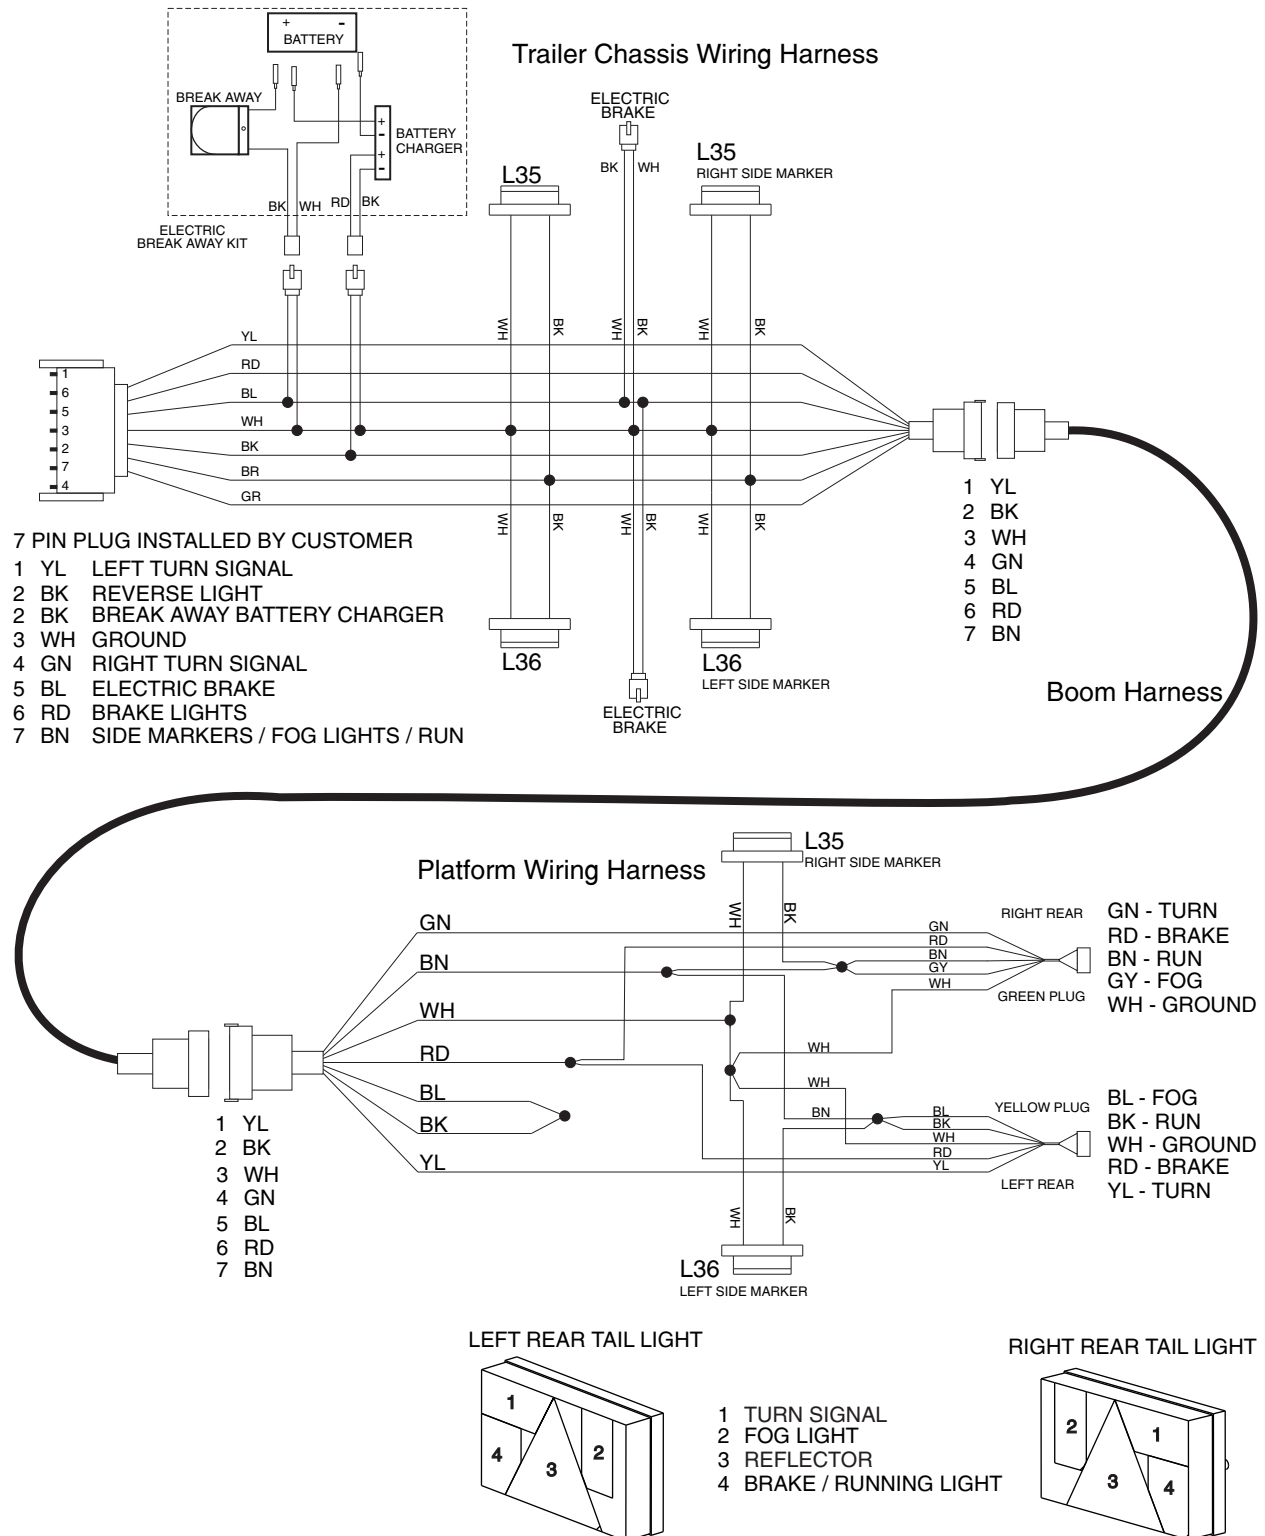 + -
BATTERY
Trailer Chassis Wiring Harness
BREAK AWAY
+
-
+
-
BATTERY
CHARGER
ELECTRIC
BRAKE
BK WH
L35
L35
RIGHT SIDE MARKER
BK WH RD BK
ELECTRIC
BREAK AWAY KIT
WH BK WH BK WH BK
YL
RD
BL
WH
BK
BR
GR
1
6
5
3
2
7
4
WH BK WH BK WH BK
1 YL
2 BK
3 WH
4 GN
5 BL
6 RD
7 BN
7 PIN PLUG INSTALLED BY CUSTOMER
1 YL LEFT TURN SIGNAL
2 BK REVERSE LIGHT
2 BK BREAK AWAY BATTERY CHARGER
3 WH GROUND
4 GN RIGHT TURN SIGNAL
5 BL ELECTRIC BRAKE
6 RD BRAKE LIGHTS
7 BN SIDE MARKERS / FOG LIGHTS / RUN
L36
L36
LEFT SIDE MARKER
ELECTRIC
BRAKE
Boom Harness
Platform Wiring Harness
L35
RIGHT SIDE MARKER
WH BK
GN
BN
WH
RD
BL
BK
YL
GN
RD
BN
GY
WH
RIGHT REAR
GREEN PLUG
GN - TURN
RD - BRAKE
BN - RUN
GY - FOG
WH - GROUND
WH
WH
BN
BL
BK
WH
RD
YL
YELLOW PLUG
LEFT REAR
BL - FOG
BK - RUN
WH - GROUND
RD - BRAKE
YL - TURN
1 YL
2 BK
3 WH
4 GN
5 BL
6 RD
7 BN
WH BK
L36
LEFT SIDE MARKER
LEFT REAR TAIL LIGHT
1
4
3
2
1 TURN SIGNAL
2 FOG LIGHT
3 REFLECTOR
4 BRAKE / RUNNING LIGHT
RIGHT REAR TAIL LIGHT
2
1
3
4